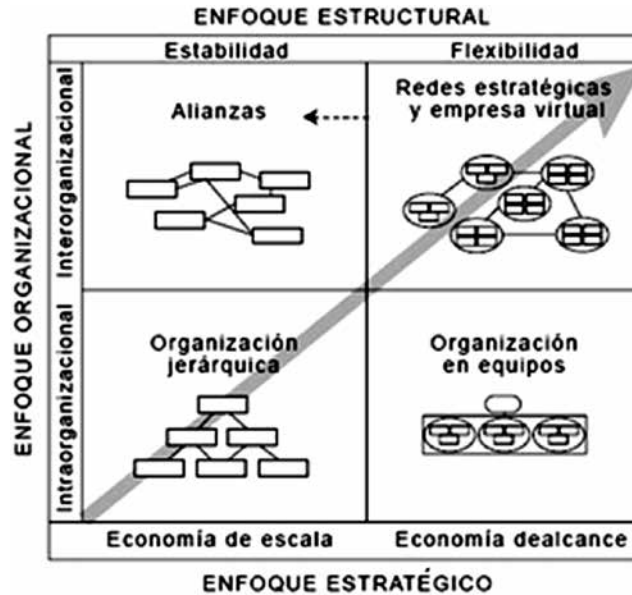 ENFOQUE ESTRUCTURAL
Estabilidad
Flexibilidad
ENFOQUE ORGANIZACIONAL
Interorganizacional
Alianzas
Redes estratégicas
y empresa virtual
Intraorganizacional
Organización
jerárquica
Organización
en equipos
Economía de escala
Economía dealcance
ENFOQUE ESTRATÉGICO